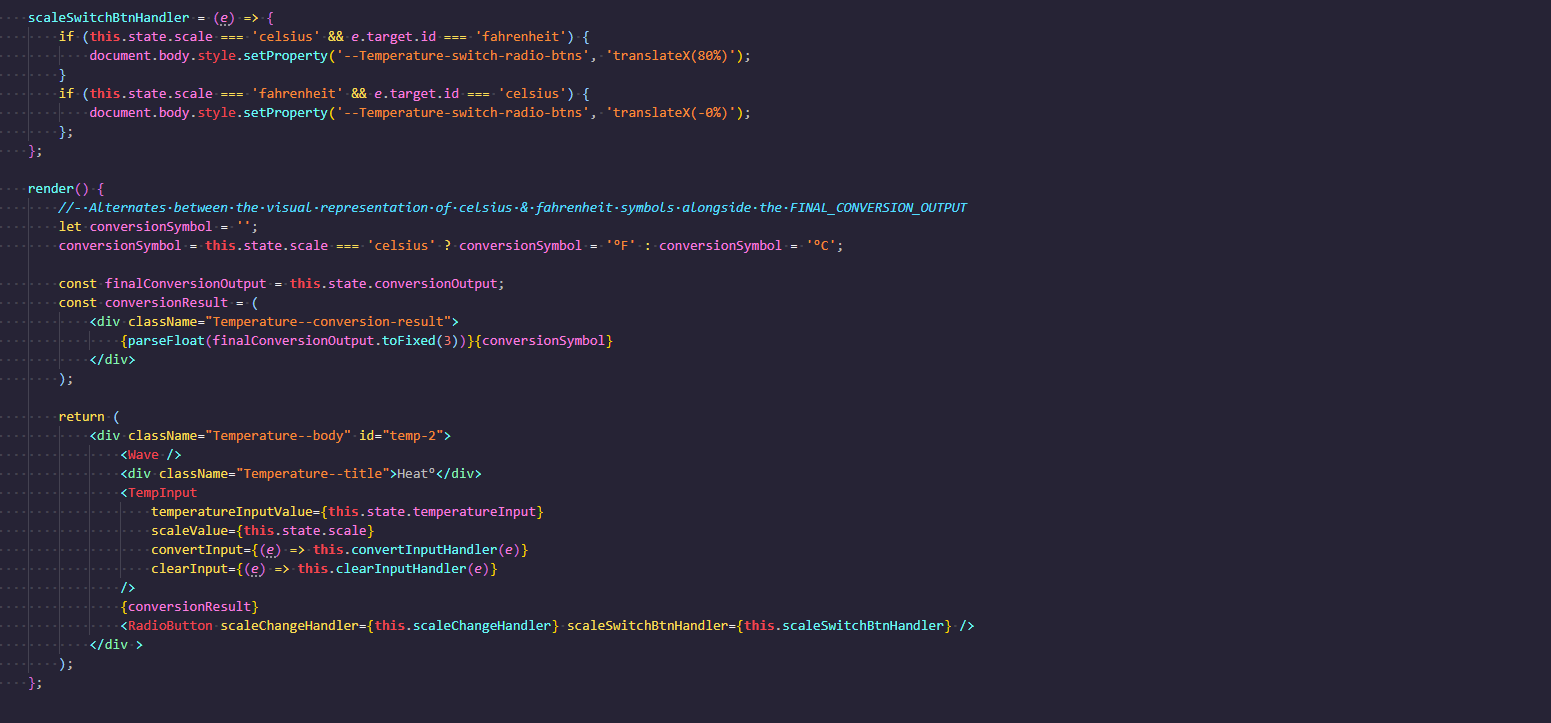 scaleSwitchBtnHandler = (e) => {
if (this.state.scale === 'celsius' && e.target.id === 'fahrenheit') {
document.body.style.setProperty('--Temperature-switch-radio-btns', 'translateX(80%)');
}
if (this.state.scale === 'fahrenheit' && e.target.id === 'celsius') {
document.body.style.setProperty('--Temperature-switch-radio-btns', 'translateX(-0%)');
};
};
render() {
//- Alternates between the visual representation of celsius & fahrenheit symbols alongside the FINAL_CONVERSION_OUTPUT
let conversionSymbol = '';
conversionSymbol = this.state.scale === 'celsius' ? conversionSymbol = '°F' : conversionSymbol = '°C';
const finalConversionOutput = this.state.conversionOutput;
const conversionResult = (
<div className="Temperature--conversion-result">
{parseFloat(finalConversionOutput.toFixed(3))}{conversionSymbol}
</div>
);
return (
<div className="Temperature--body" id="temp-2">
<Wave />
<div className="Temperature--title">Heat°</div>
<TempInput
temperatureInputValue={this.state.temperatureInput}
scaleValue={this.state.scale}
convertInput={(e) => this.convertInputHandler(e)}
clearInput={(e) => this.clearInputHandler(e)}
/>
{conversionResult}
<RadioButton scaleChangeHandler={this.scaleChangeHandler} scaleSwitchBtnHandler={this.scaleSwitchBtnHandler} />
</div >
);
};